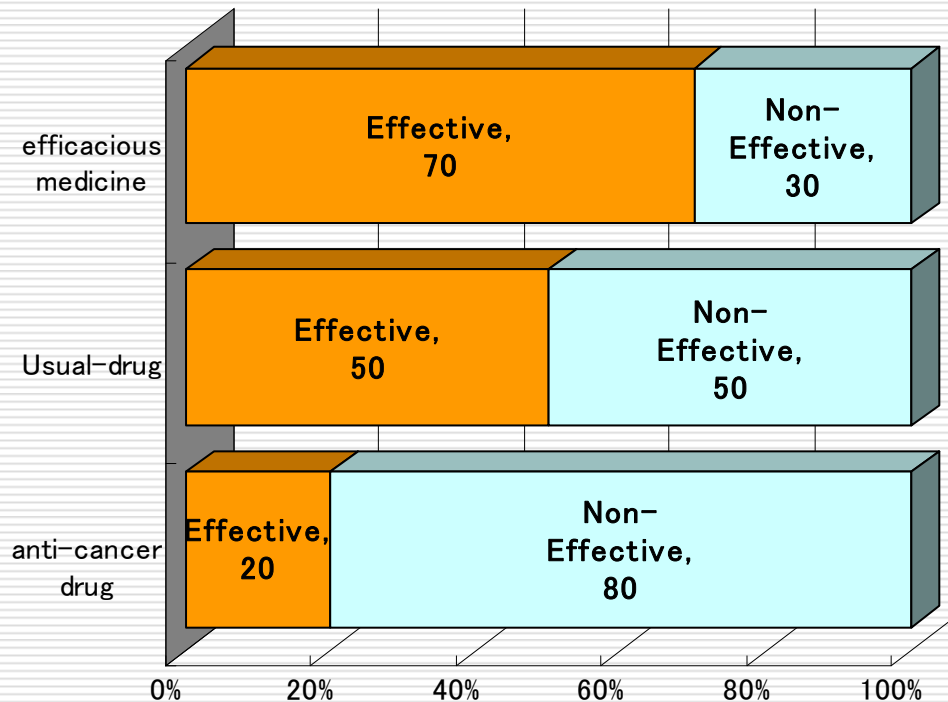 efficacious
medicine
Effective,
70
Non-
Effective,
30
Usual-drug
Effective,
50
Non-
Effective,
50
anti-cancer
drug
Effective,
20
Non-
Effective,
80
0% 20% 40% 60% 80% 100%